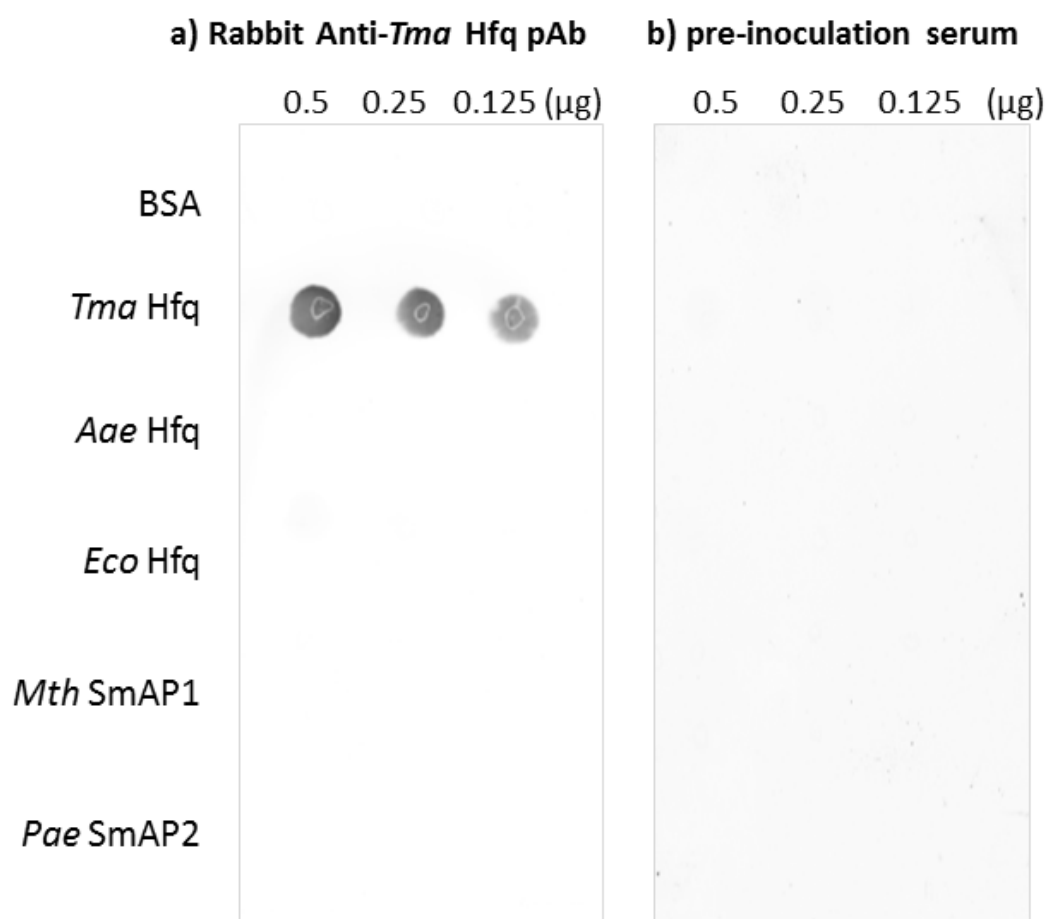 a) Rabbit Anti-Tma Hfq pAb
b) pre-inoculation serum
0.5 0.25 0.125 (μg)
0.5 0.25 0.125 (μg)
BSA
Tma Hfq
Aae Hfq
Eco Hfq
Mth SmAP1
Pae SmAP2